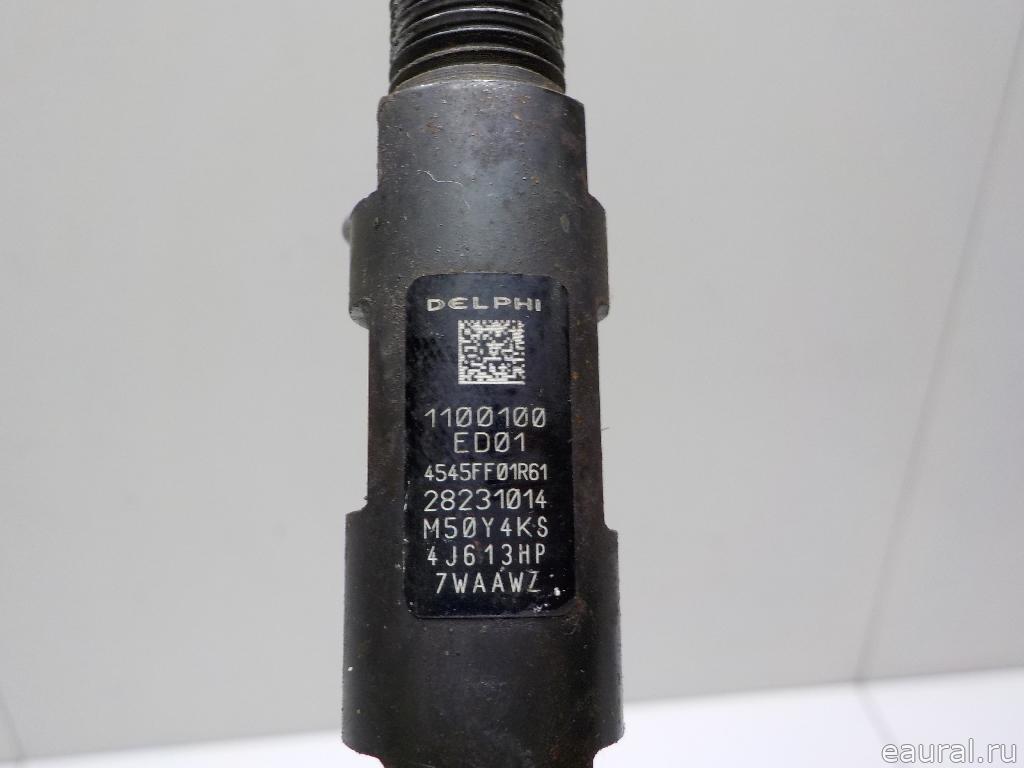 DELPHI
1100100
ED01
4545FF01R61
28231014
M50Y4KS
4J613HP
7WAAWZ
eaural.ru